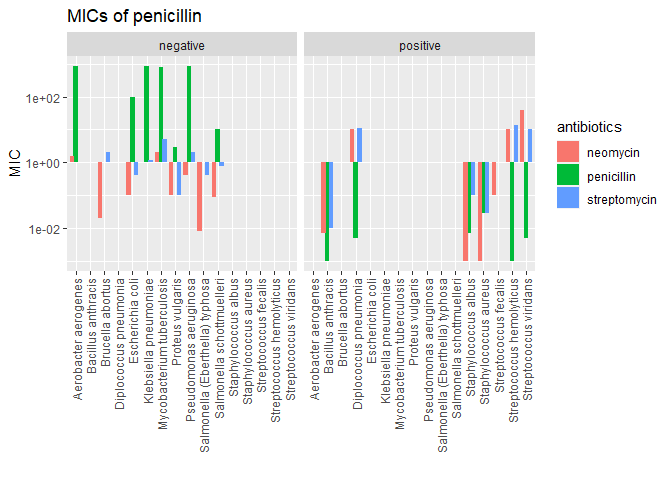 MICs of penicillin
negative
positive
MIC
1e+02
1e+00
1e-02
Aerobacter aerogenes
Bacillus anthracis
Brucella abortus
Diplococcus pneumonia
Escherichia coli
Klebsiella pneumoniae
Mycobacterium tuberculosis
Proteus vulgaris
Pseudomonas aeruginosa
Salmonella (Eberthella) typhosa
Salmonella schottmuelleri
Staphylococcus albus
Staphylococcus aureus
Streptococcus fecalis
Streptococcus hemolyticus
Streptococcus viridans
Aerobacter aerogenes
Bacillus anthracis
Brucella abortus
Diplococcus pneumonia
Escherichia coli
Klebsiella pneumoniae
Mycobacterium tuberculosis
Proteus vulgaris
Pseudomonas aeruginosa
Salmonella (Eberthella) typhosa
Salmonella schottmuelleri
Staphylococcus albus
Staphylococcus aureus
Streptococcus fecalis
Streptococcus hemolyticus
Streptococcus viridans
antibiotics
neomycin
penicillin
streptomycin